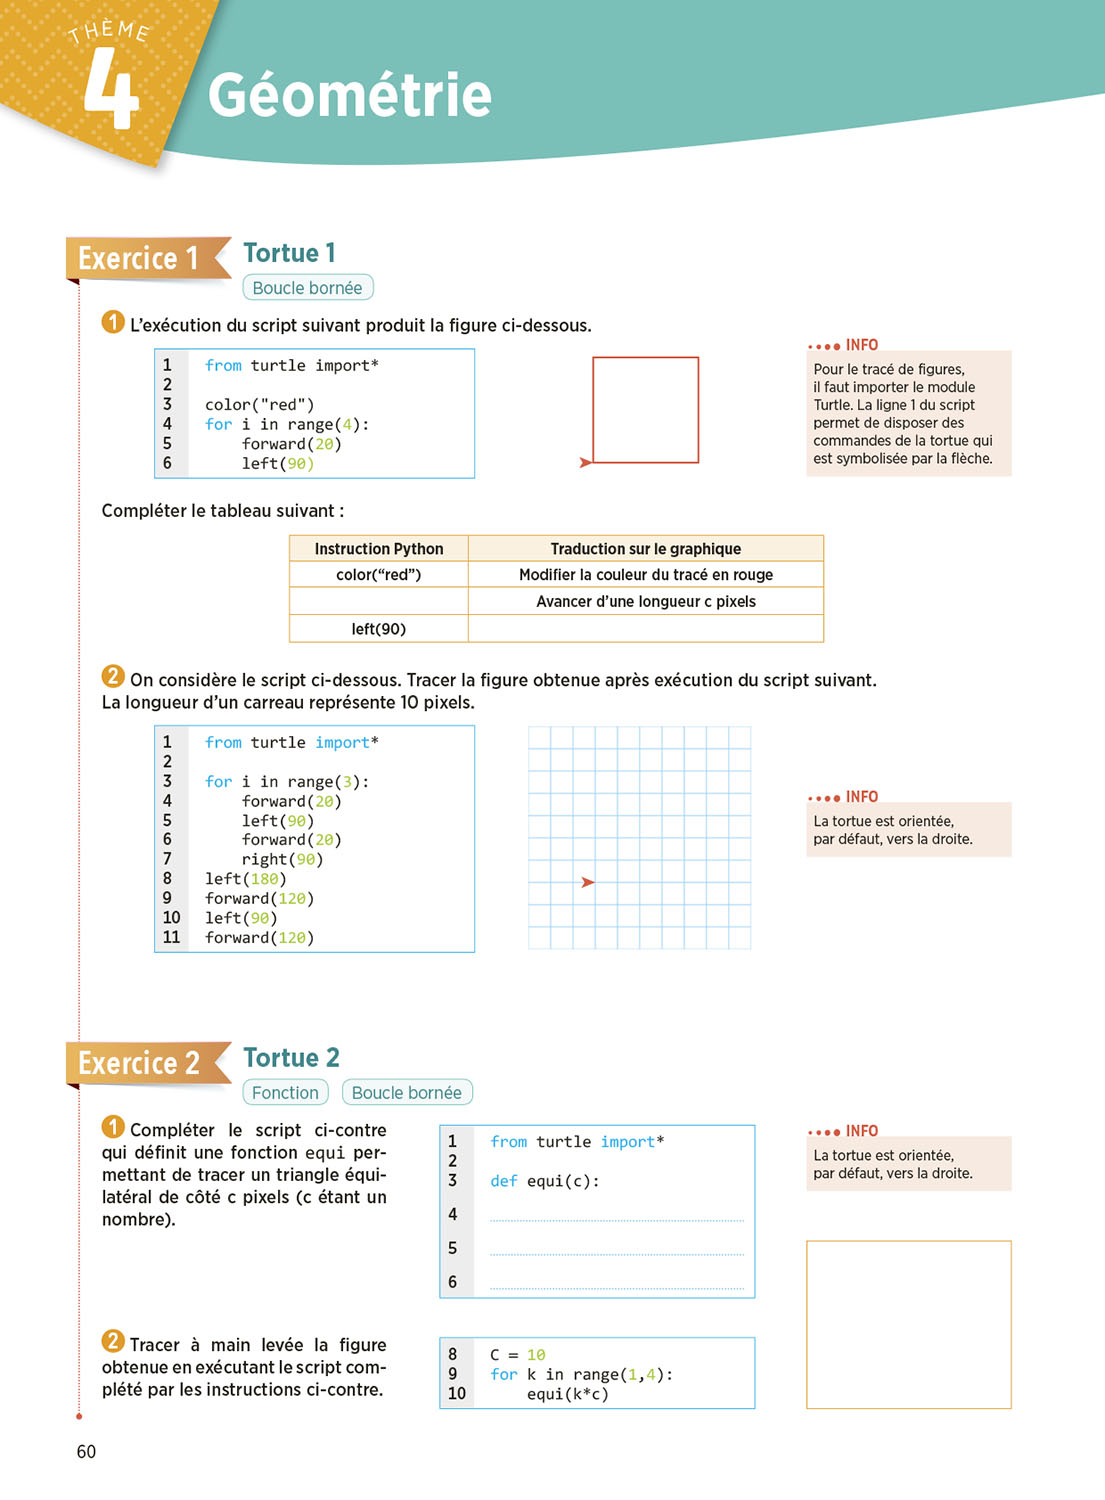 THÈME
4
Géométrie
Exercice 1
Tortue 1
Boucle bornée
1 L'exécution du script suivant produit la figure ci-dessous.
1 from turtle import*
2
3 color("red")
4 for i in range(4):
5 forward(20)
6 left(90)
INFO
Pour le tracé de figures,
il faut importer le module
Turtle. La ligne 1 du script
permet de disposer des
commandes de la tortue qui
est symbolisée par la flèche.
Compléter le tableau suivant :
Instruction Python Traduction sur le graphique
color(“red”) Modifier la couleur du tracé en rouge
Avancer d'une longueur c pixels
left(90)
2 On considère le script ci-dessous. Tracer la figure obtenue après exécution du script suivant.
La longueur d'un carreau représente 10 pixels.
1 from turtle import*
2
3 for i in range(3):
4 forward(20)
5 left(90)
6 forward(20)
7 right(90)
8 left(180)
9 forward(120)
10 left(90)
11 forward(120)
INFO
La tortue est orientée,
par défaut, vers la droite.
Exercice 2
Tortue 2
Fonction Boucle bornée
1 Compléter le script ci-contre
qui définit une fonction equi per-
mettant de tracer un triangle équi-
latéral de côté c pixels (c étant un
nombre).
1 from turtle import*
2
3 def equi(c):
4
5
6
INFO
La tortue est orientée,
par défaut, vers la droite.
2 Tracer à main levée la figure
obtenue en exécutant le script com-
plété par les instructions ci-contre.
8 C = 10
9 for k in range(1,4):
10 equi(k*c)
60